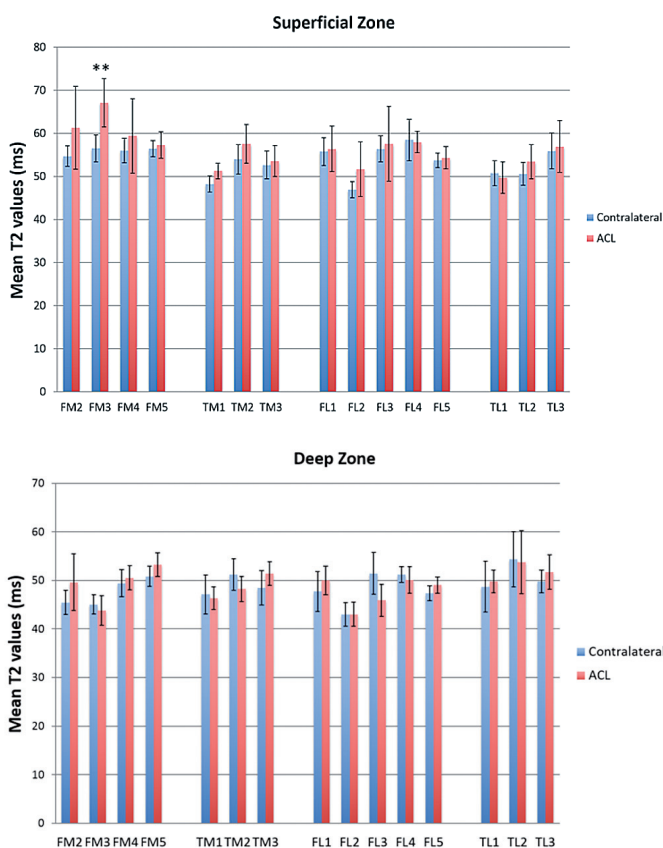 Superficial Zone
80
70
60
50
40
30
20
10
0
Mean T2 values (ms)
**
FM2 FM3 FM4 FM5 TM1 TM2 TM3 FL1 FL2 FL3 FL4 FL5 TL1 TL2 TL3
Contralateral
ACL
Deep Zone
70
60
50
40
30
20
10
0
Mean T2 values (ms)
FM2 FM3 FM4 FM5 TM1 TM2 TM3 FL1 FL2 FL3 FL4 FL5 TL1 TL2 TL3
Contralateral
ACL